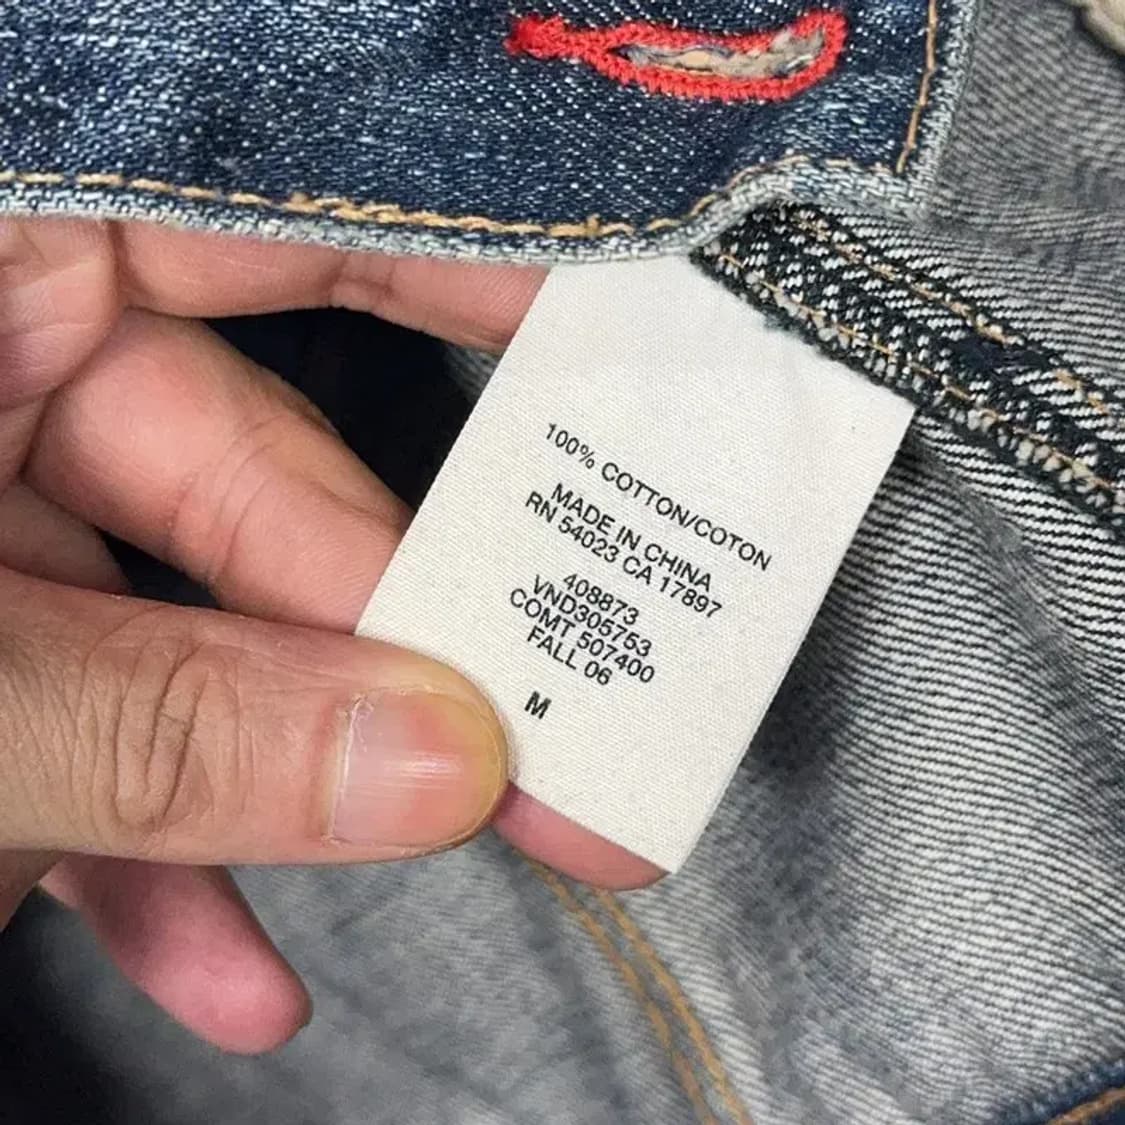 100% COTTON/COTON
MADE IN CHINA
RN 54023 CA 17897
408873
VND305753
COMT 507400
FALL 06
M